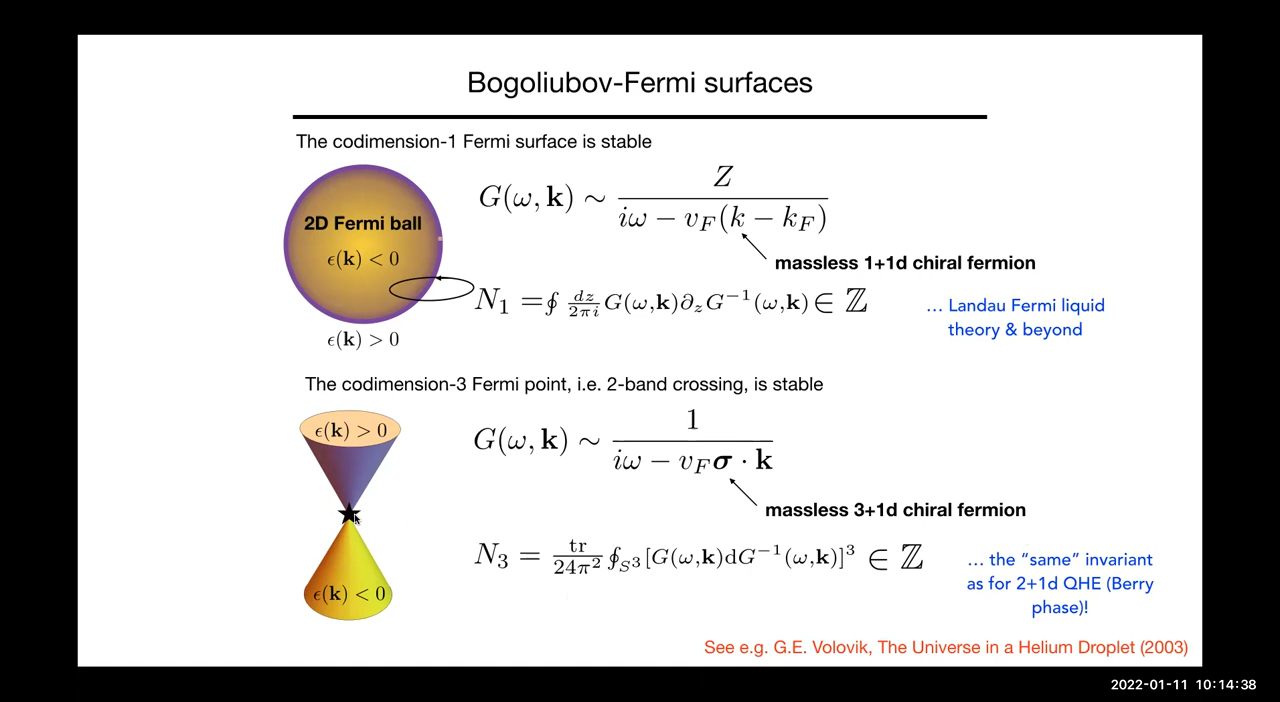 Bogoliubov-Fermi surfaces
The codimension-1 Fermi surface is stable
2D Fermi ball
ϵ(k) < 0
ϵ(k) > 0
G(ω, k) ∼ Z / (iω − v_F(k − k_F))
massless 1+1d chiral fermion
N₁ = ∮ dz/2πi G(ω,k)∂_z G⁻¹(ω,k) ∈ ℤ
… Landau Fermi liquid
theory & beyond
The codimension-3 Fermi point, i.e. 2-band crossing, is stable
ϵ(k) > 0
ϵ(k) < 0
G(ω, k) ∼ 1 / (iω − v_F σ · k)
massless 3+1d chiral fermion
N₃ = tr/24π² ∮_S³ [G(ω,k)dG⁻¹(ω,k)]³ ∈ ℤ
… the “same” invariant
as for 2+1d QHE (Berry
phase)!
See e.g. G.E. Volovik, The Universe in a Helium Droplet (2003)
2022-01-11 10:14:38